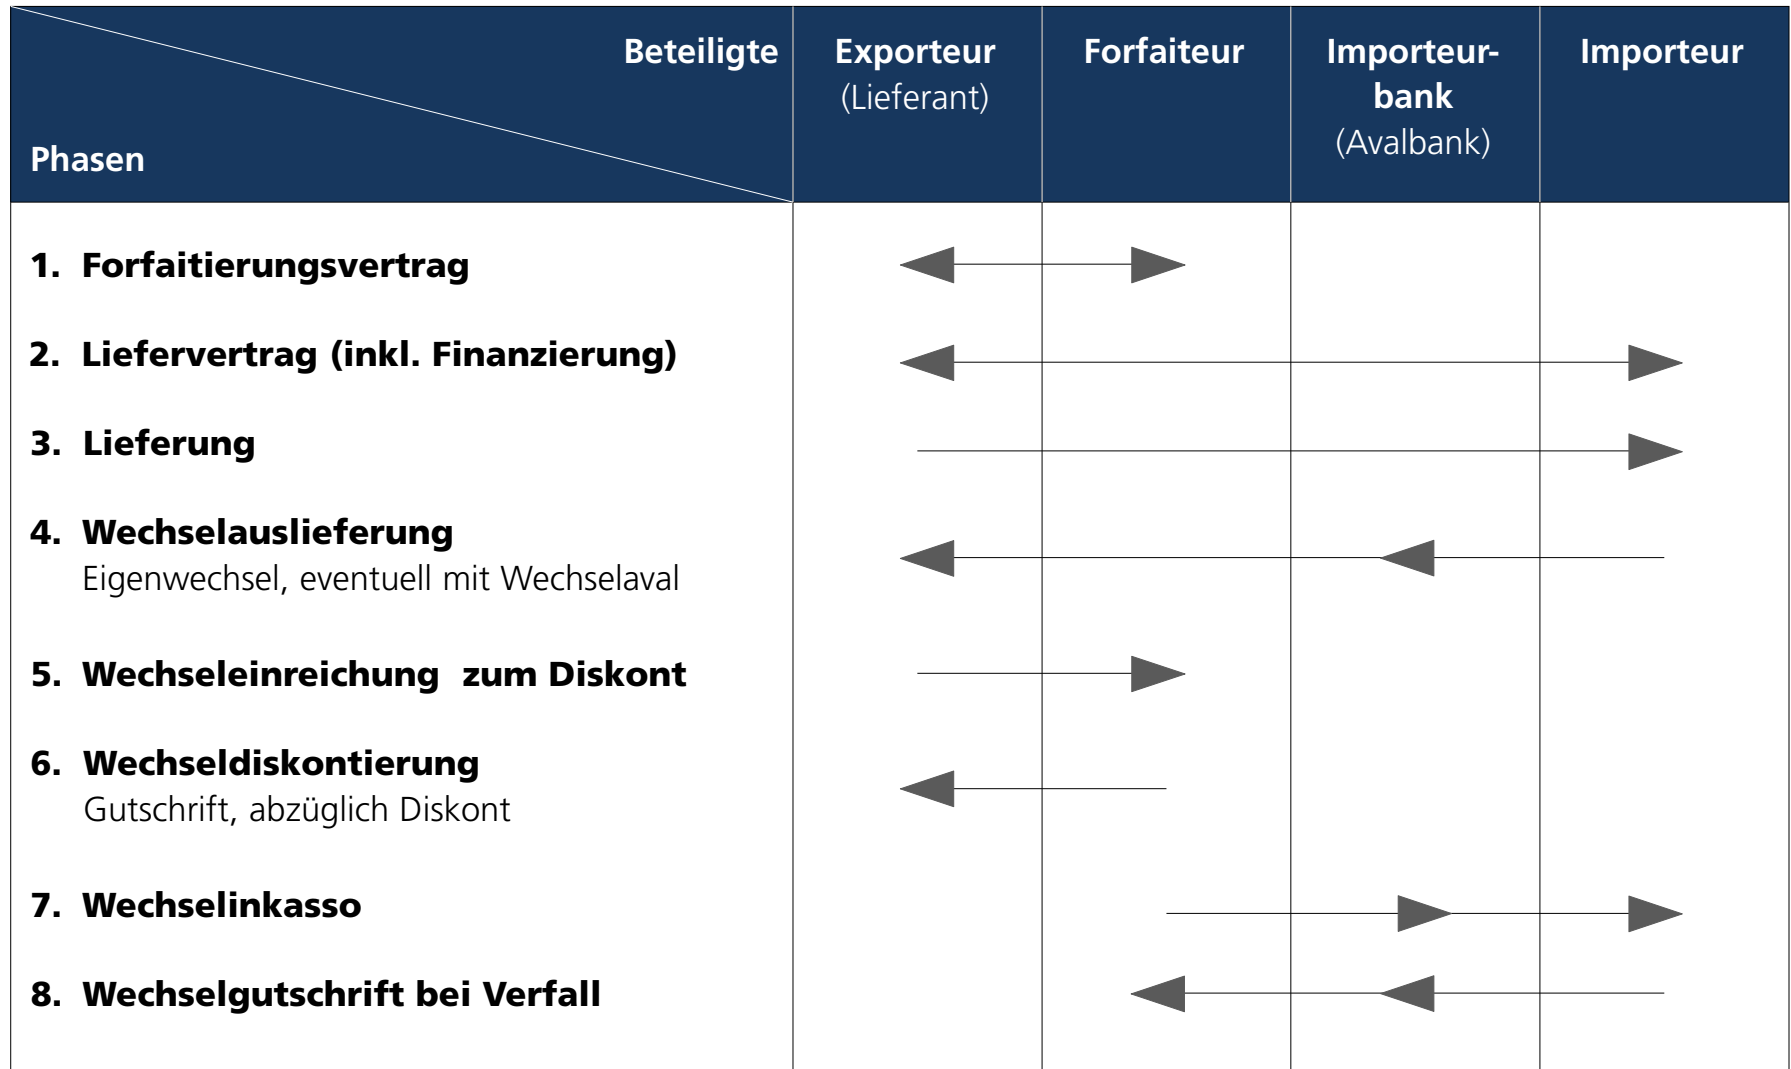 Beteiligte
Phasen
Exporteur
(Lieferant)
Forfaiteur
Importeur-
bank
(Avalbank)
Importeur
1. Forfaitierungsvertrag
2. Liefervertrag (inkl. Finanzierung)
3. Lieferung
4. Wechselauslieferung
Eigenwechsel, eventuell mit Wechselaval
5. Wechseleinreichung zum Diskont
6. Wechseldiskontierung
Gutschrift, abzüglich Diskont
7. Wechselinkasso
8. Wechselgutschrift bei Verfall